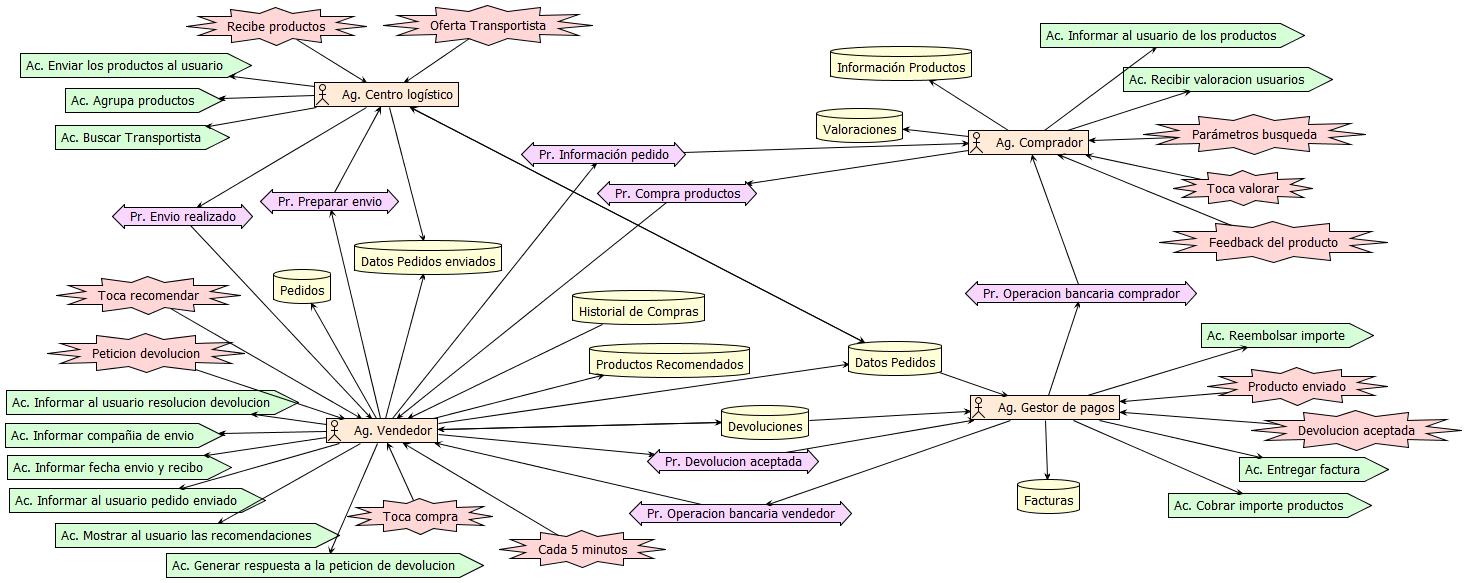 Recibe productos
Oferta Transportista
Ac. Informar al usuario de los productos
Ac. Enviar los productos al usuario
Información Productos
Ac. Recibir valoracion usuarios
Ac. Agrupa productos
Ag. Centro logístico
Ac. Buscar Transportista
Valoraciones
Parámetros busqueda
Ag. Comprador
Pr. Información pedido
Toca valorar
Pr. Compra productos
Pr. Preparar envio
Pr. Envio realizado
Feedback del producto
Datos Pedidos enviados
Pedidos
Toca recomendar
Pr. Operacion bancaria comprador
Historial de Compras
Ac. Reembolsar importe
Peticion devolucion
Productos Recomendados
Datos Pedidos
Producto enviado
Ac. Informar al usuario resolucion devolucion
Ag. Gestor de pagos
Devoluciones
Ag. Vendedor
Devolucion aceptada
Ac. Informar compañia de envio
Pr. Devolucion aceptada
Ac. Informar fecha envio y recibo
Ac. Entregar factura
Ac. Informar al usuario pedido enviado
Facturas
Ac. Cobrar importe productos
Toca compra
Pr. Operacion bancaria vendedor
Ac. Mostrar al usuario las recomendaciones
Cada 5 minutos
Ac. Generar respuesta a la peticion de devolucion